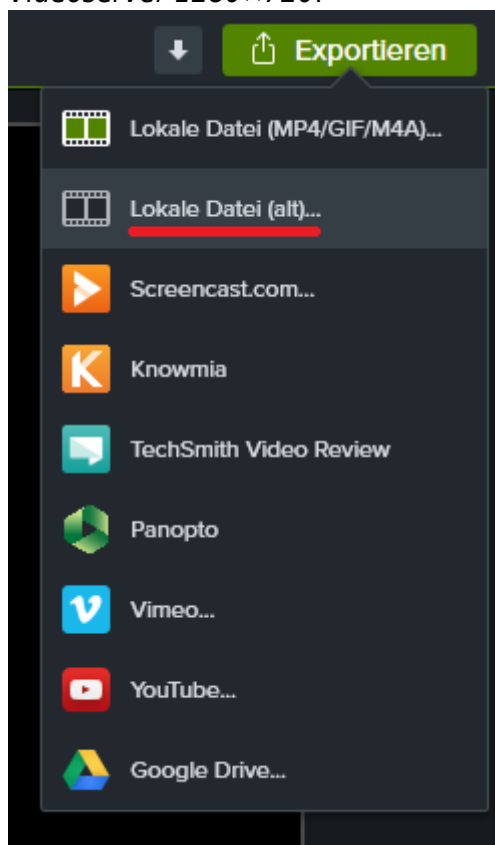 Exportieren
Lokale Datei (MP4/GIF/M4A)...
Lokale Datei (alt)...
Screencast.com...
Knowmia
TechSmith Video Review
Panopto
Vimeo...
YouTube...
Google Drive...